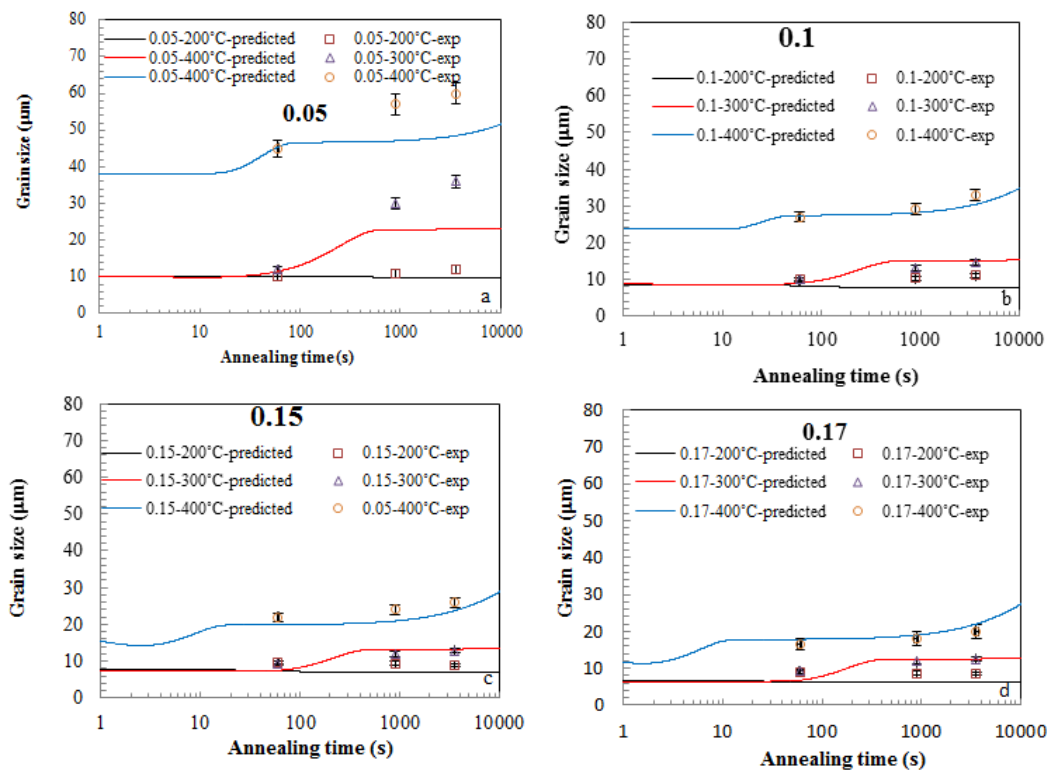 80
70
60
50
40
30
20
10
0
Grain size (μm)
0.05-200°C-predicted 0.05-200°C-exp
0.05-400°C-predicted 0.05-300°C-exp
0.05-400°C-predicted 0.05-400°C-exp
0.05
a
1 10 100 1000 10000
Annealing time (s)
80
70
60
50
40
30
20
10
0
Grain size (μm)
0.1
0.1-200°C-predicted 0.1-200°C-exp
0.1-300°C-predicted 0.1-300°C-exp
0.1-400°C-predicted 0.1-400°C-exp
b
1 10 100 1000 10000
Annealing time (s)
80
70
60
50
40
30
20
10
0
Grain size (μm)
0.15
0.15-200°C-predicted 0.15-200°C-exp
0.15-300°C-predicted 0.15-300°C-exp
0.15-400°C-predicted 0.05-400°C-exp
c
1 10 100 1000 10000
Annealing time (s)
80
70
60
50
40
30
20
10
0
Grain size (μm)
0.17
0.17-200°C-predicted 0.17-200°C-exp
0.17-300°C-predicted 0.17-300°C-exp
0.17-400°C-predicted 0.17-400°C-exp
d
1 10 100 1000 10000
Annealing time (s)